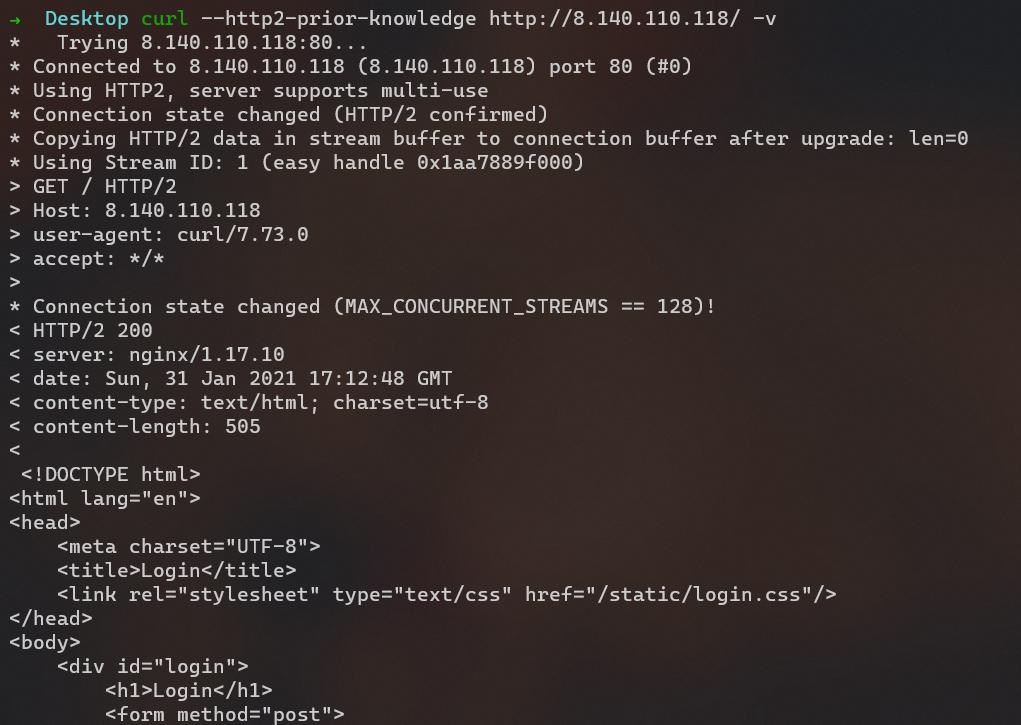 →  Desktop curl --http2-prior-knowledge http://8.140.110.118/ -v
*   Trying 8.140.110.118:80...
* Connected to 8.140.110.118 (8.140.110.118) port 80 (#0)
* Using HTTP2, server supports multi-use
* Connection state changed (HTTP/2 confirmed)
* Copying HTTP/2 data in stream buffer to connection buffer after upgrade: len=0
* Using Stream ID: 1 (easy handle 0x1aa7889f000)
> GET / HTTP/2
> Host: 8.140.110.118
> user-agent: curl/7.73.0
> accept: */*
>
* Connection state changed (MAX_CONCURRENT_STREAMS == 128)!
< HTTP/2 200
< server: nginx/1.17.10
< date: Sun, 31 Jan 2021 17:12:48 GMT
< content-type: text/html; charset=utf-8
< content-length: 505
<
 <!DOCTYPE html>
<html lang="en">
<head>
    <meta charset="UTF-8">
    <title>Login</title>
    <link rel="stylesheet" type="text/css" href="/static/login.css"/>
</head>
<body>
    <div id="login">
        <h1>Login</h1>
        <form method="post">